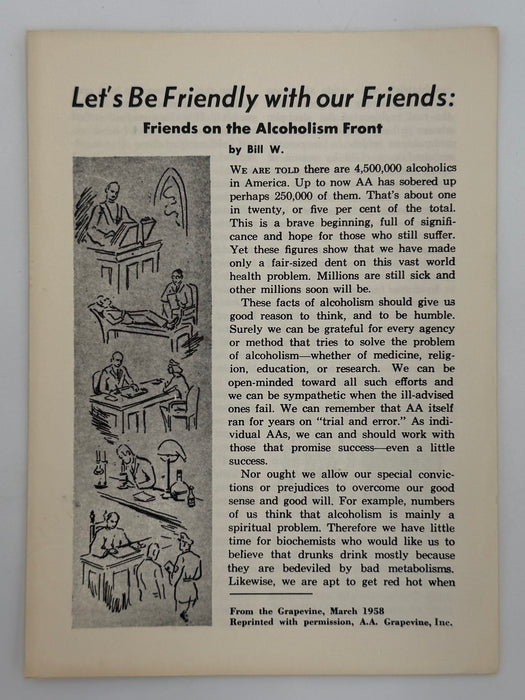 Let's Be Friendly with our Friends:
Friends on the Alcoholism Front
by Bill W.
WE ARE TOLD there are 4,500,000 alcoholics
in America. Up to now AA has sobered up
perhaps 250,000 of them. That's about one
in twenty, or five per cent of the total.
This is a brave beginning, full of signifi-
cance and hope for those who still suffer.
Yet these figures show that we have made
only a fair-sized dent on this vast world
health problem. Millions are still sick and
other millions soon will be.
These facts of alcoholism should give us
good reason to think, and to be humble.
Surely we can be grateful for every agency
or method that tries to solve the problem
of alcoholism—whether of medicine, relig-
ion, education, or research. We can be
open-minded toward all such efforts and
we can be sympathetic when the ill-advised
ones fail. We can remember that AA itself
ran for years on "trial and error." As indi-
vidual AAs, we can and should work with
those that promise success—even a little
success.
Nor ought we allow our special convic-
tions or prejudices to overcome our good
sense and good will. For example, numbers
of us think that alcoholism is mainly a
spiritual problem. Therefore we have little
time for biochemists who would like us to
believe that drunks drink mostly because
they are bedeviled by bad metabolisms.
Likewise, we are apt to get red hot when
From the Grapevine, March 1958
Reprinted with permission, A.A. Grapevine, Inc.